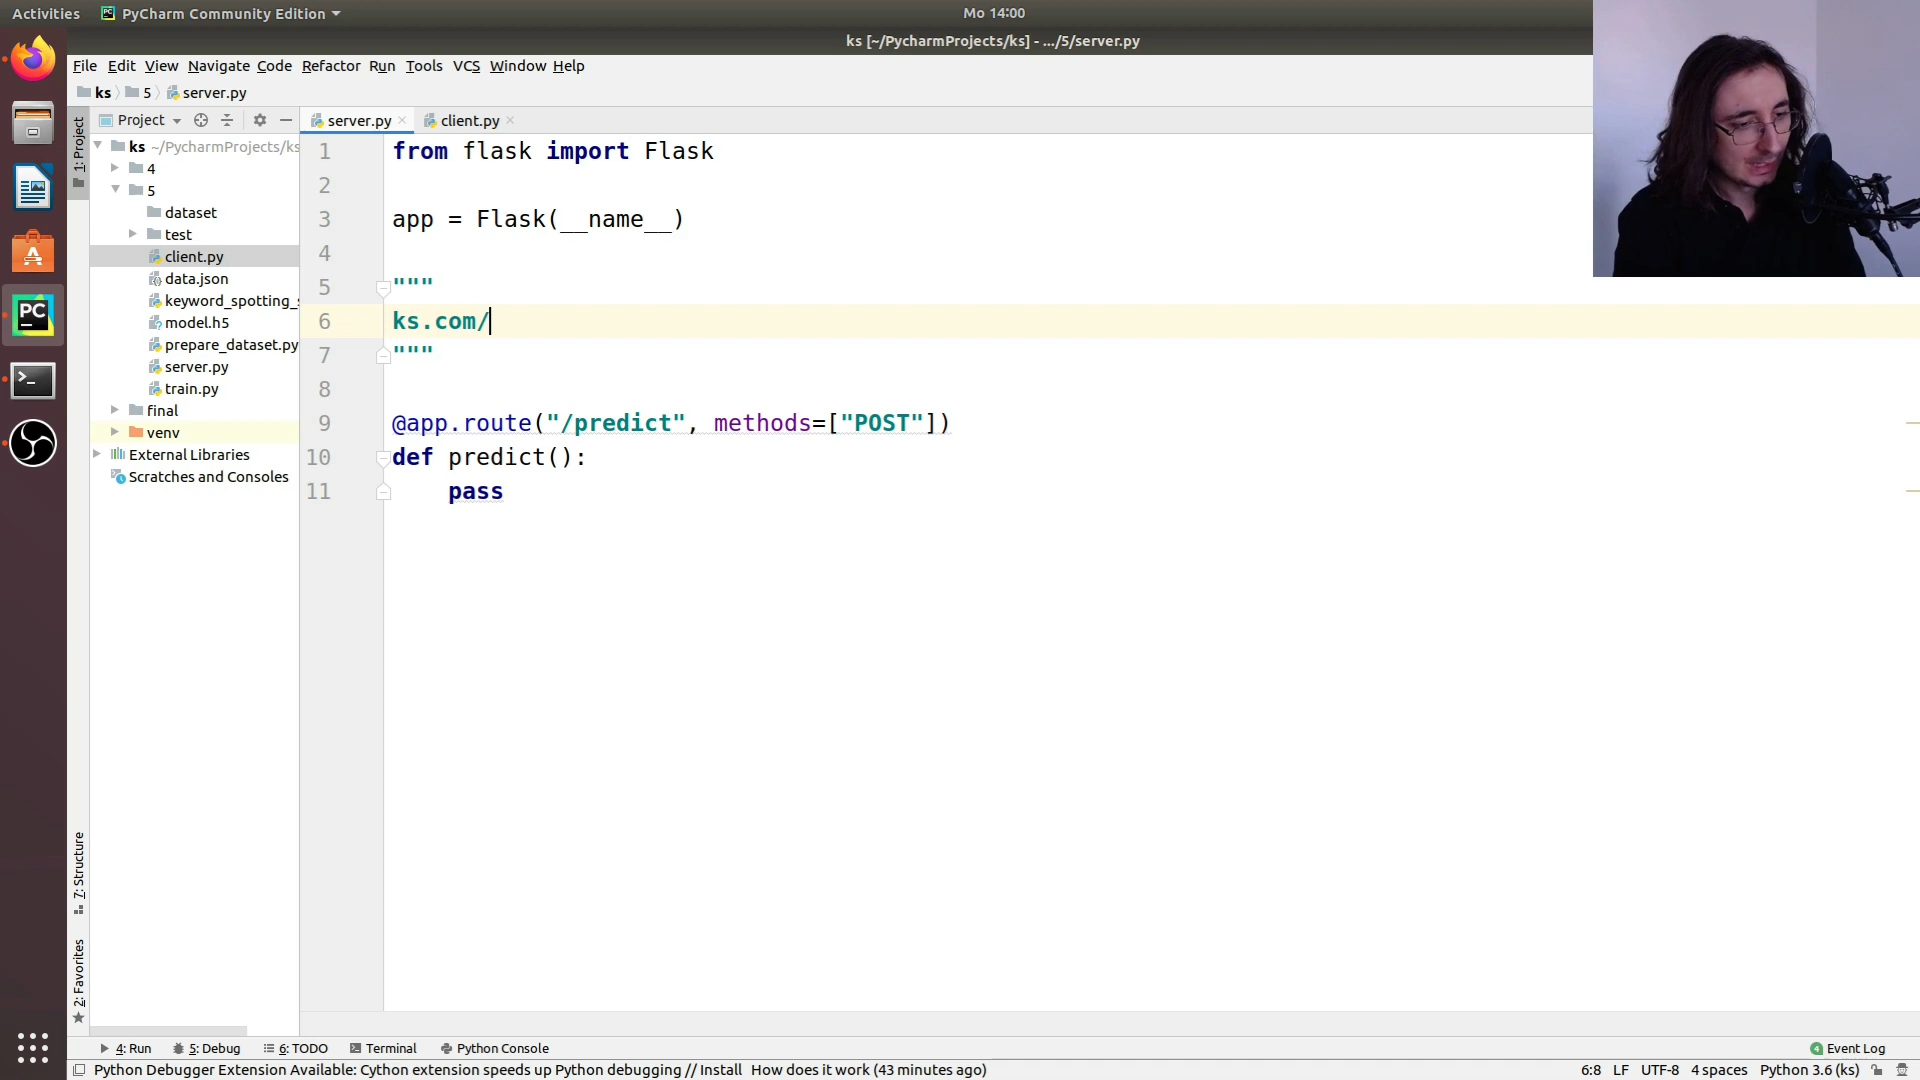 Activities
PyCharm Community Edition
Mo 14:00
ks [~/PycharmProjects/ks] - .../5/server.py
File Edit View Navigate Code Refactor Run Tools VCS Window Help
ks 5 server.py
1: Project
Project
server.py
client.py
ks ~/PycharmProjects/ks
4
5
dataset
test
client.py
data.json
keyword_spotting_s
model.h5
prepare_dataset.py
server.py
train.py
final
venv
External Libraries
Scratches and Consoles
1 from flask import Flask
2
3 app = Flask(__name__)
4
5 """
6 ks.com/
7 """
8
9 @app.route("/predict", methods=["POST"])
10 def predict():
11     pass
7: Structure
2: Favorites
4: Run 5: Debug 6: TODO Terminal Python Console
4 Event Log
Python Debugger Extension Available: Cython extension speeds up Python debugging // Install How does it work (43 minutes ago)
6:8 LF UTF-8 4 spaces Python 3.6 (ks)